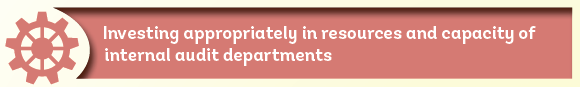 Investing appropriately in resources and capacity of
internal audit departments